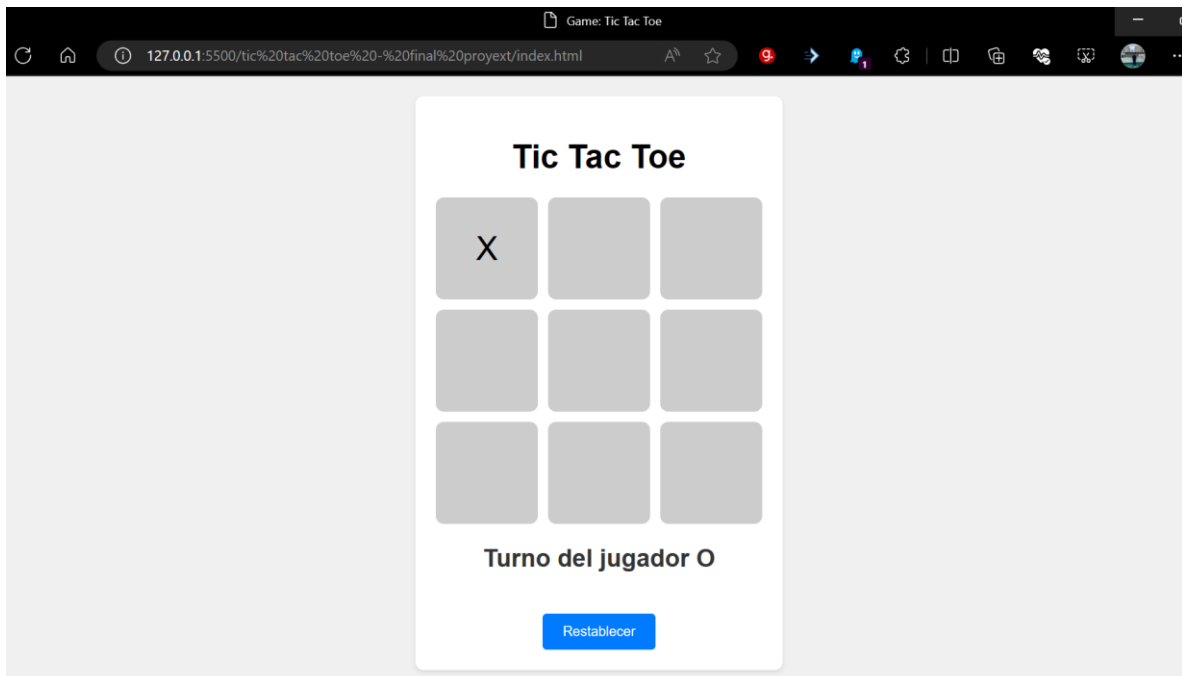 Game: Tic Tac Toe
127.0.0.1:5500/tic%20tac%20toe%20-%20final%20proyext/index.html
A
g.
1
Tic Tac Toe
X
Turno del jugador O
Restablecer